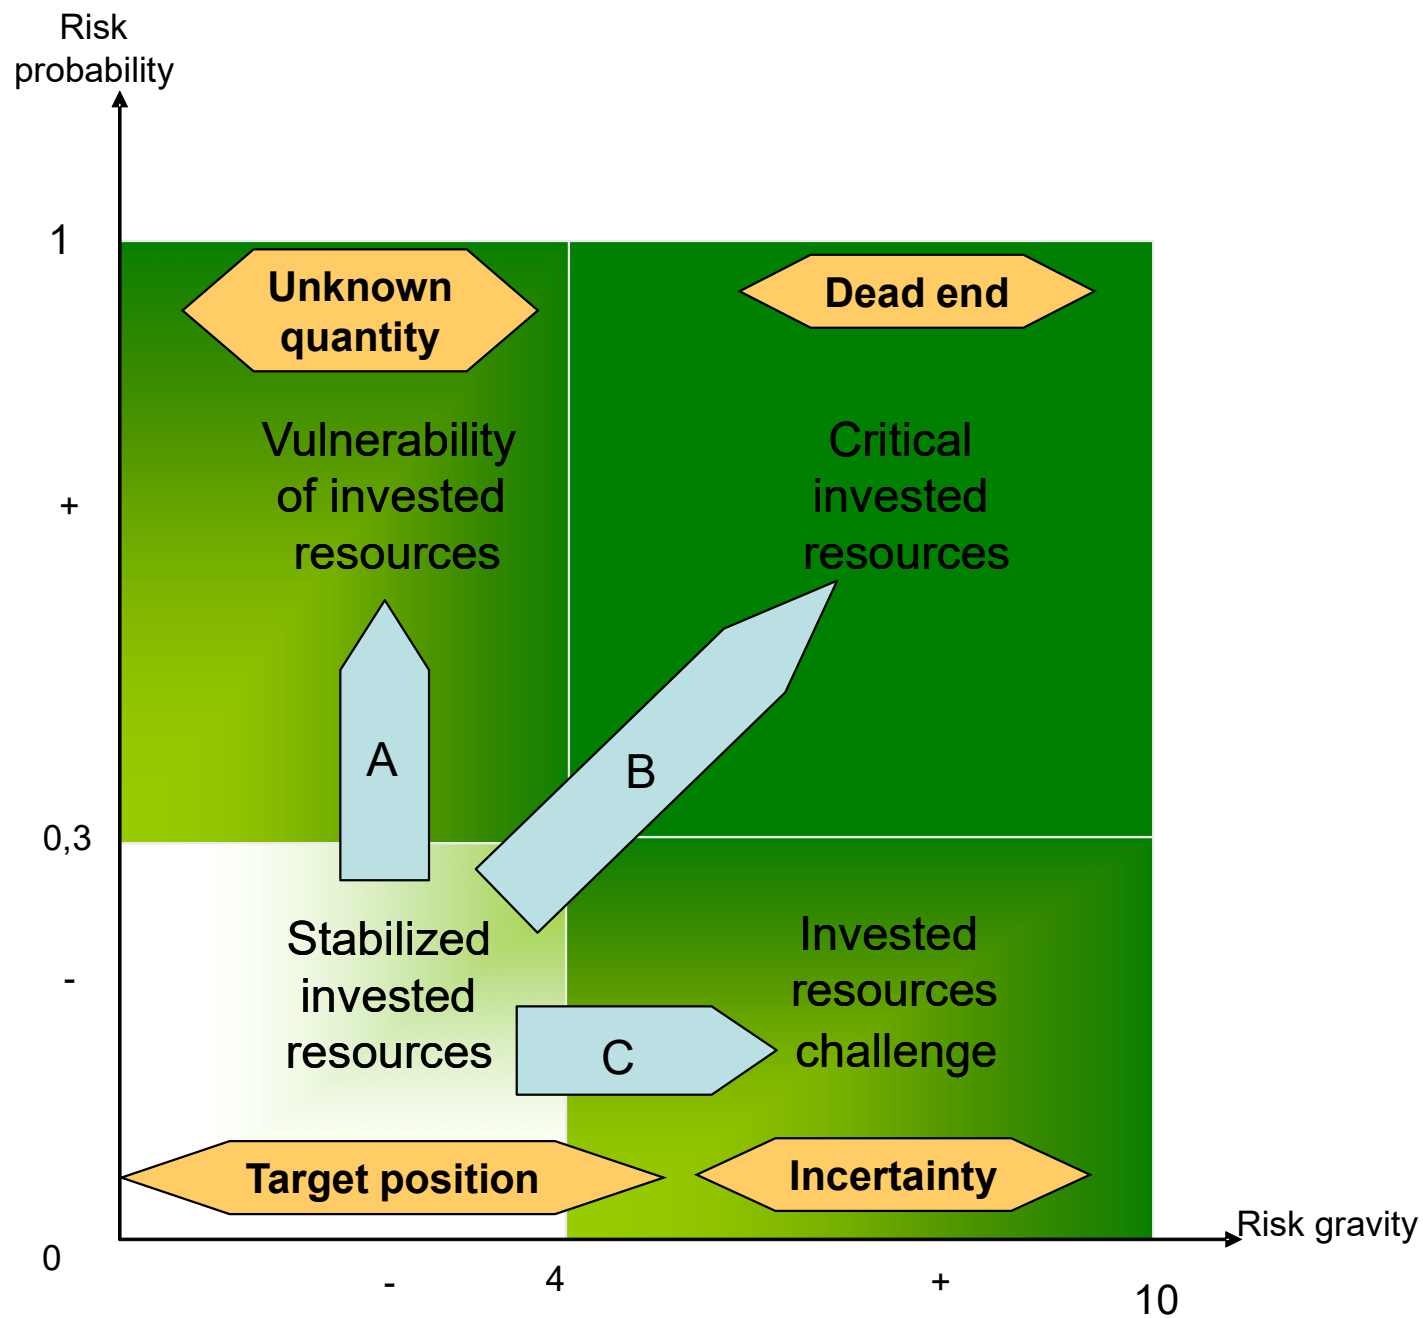 Risk
probability
1
Unknown
quantity
Dead end
Vulnerability
of invested
resources
Critical
invested
resources
+
A
B
0,3
Stabilized
invested
resources
Invested
resources
challenge
-
C
Target position
Incertainty
Risk gravity
0
-
4
+
10